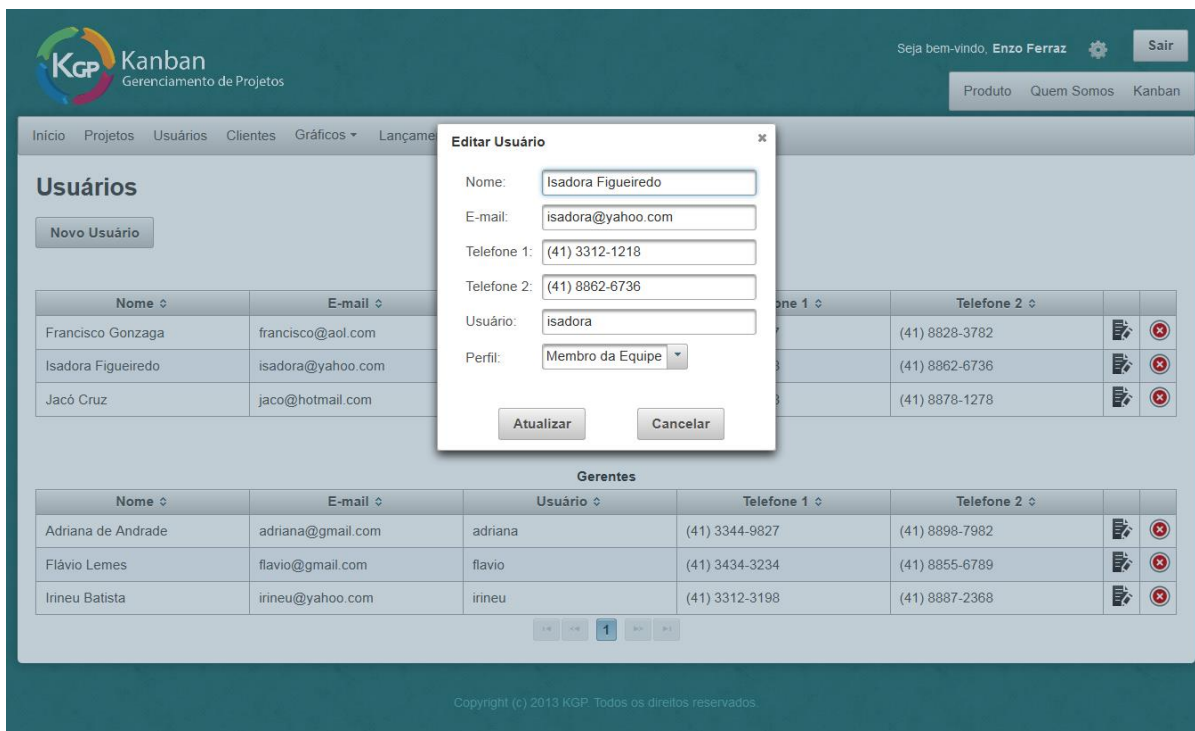 KGP Kanban
Gerenciamento de Projetos
Seja bem-vindo, Enzo Ferraz
Sair
Produto Quem Somos Kanban
Início Projetos Usuários Clientes Gráficos
Editar Usuário
Usuários
Novo Usuário
Nome: Isadora Figueiredo
E-mail: isadora@yahoo.com
Telefone 1: (41) 3312-1218
Telefone 2: (41) 8862-6736
Usuário: isadora
Perfil: Membro da Equipe
Atualizar Cancelar
Nome E-mail one 1 Telefone 2
Francisco Gonzaga francisco@aol.com (41) 8828-3782
Isadora Figueiredo isadora@yahoo.com (41) 8862-6736
Jacó Cruz jaco@hotmail.com (41) 8878-1278
Gerentes
Nome E-mail Usuário Telefone 1 Telefone 2
Adriana de Andrade adriana@gmail.com adriana (41) 3344-9827 (41) 8898-7982
Flávio Lemes flavio@gmail.com flavio (41) 3434-3234 (41) 8855-6789
Irineu Batista irineu@yahoo.com irineu (41) 3312-3198 (41) 8887-2368
1
Copyright (c) 2013 KGP. Todos os direitos reservados.